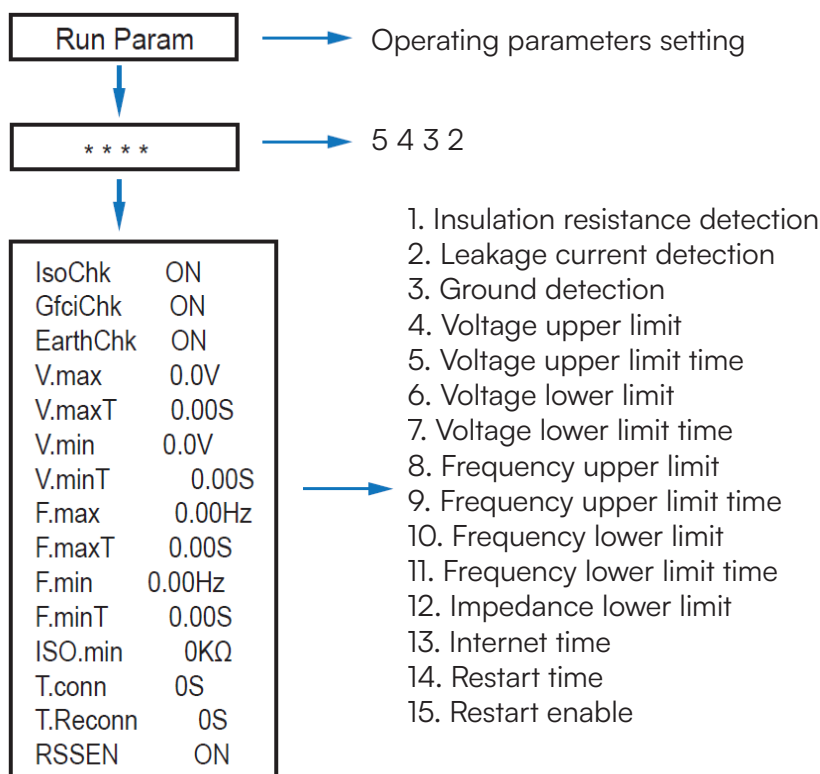 Run Param
Operating parameters setting
* * * *
5 4 3 2
IsoChk ON
GfciChk ON
EarthChk ON
V.max 0.0V
V.maxT 0.00S
V.min 0.0V
V.minT 0.00S
F.max 0.00Hz
F.maxT 0.00S
F.min 0.00Hz
F.minT 0.00S
ISO.min 0KΩ
T.conn 0S
T.Reconn 0S
RSSEN ON
1. Insulation resistance detection
2. Leakage current detection
3. Ground detection
4. Voltage upper limit
5. Voltage upper limit time
6. Voltage lower limit
7. Voltage lower limit time
8. Frequency upper limit
9. Frequency upper limit time
10. Frequency lower limit
11. Frequency lower limit time
12. Impedance lower limit
13. Internet time
14. Restart time
15. Restart enable